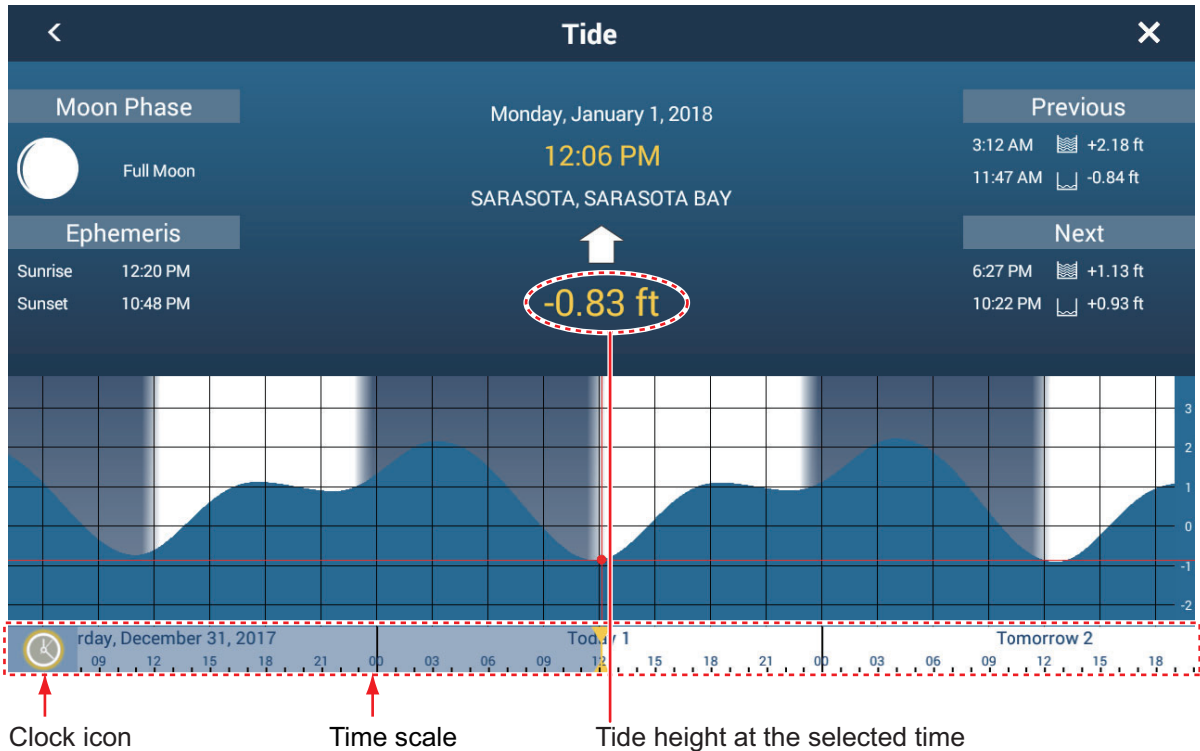 Tide
Moon Phase
Full Moon
Ephemeris
Sunrise 12:20 PM
Sunset 10:48 PM
Monday, January 1, 2018
12:06 PM
SARASOTA, SARASOTA BAY
-0.83 ft
Previous
3:12 AM +2.18 ft
11:47 AM -0.84 ft
Next
6:27 PM +1.13 ft
10:22 PM +0.93 ft
3
2
1
0
-1
-2
rday, December 31, 2017 Today 1 Tomorrow 2
09 12 15 18 21 00 03 06 09 12 15 18 21 00 03 06 09 12 15 18
Clock icon Time scale Tide height at the selected time